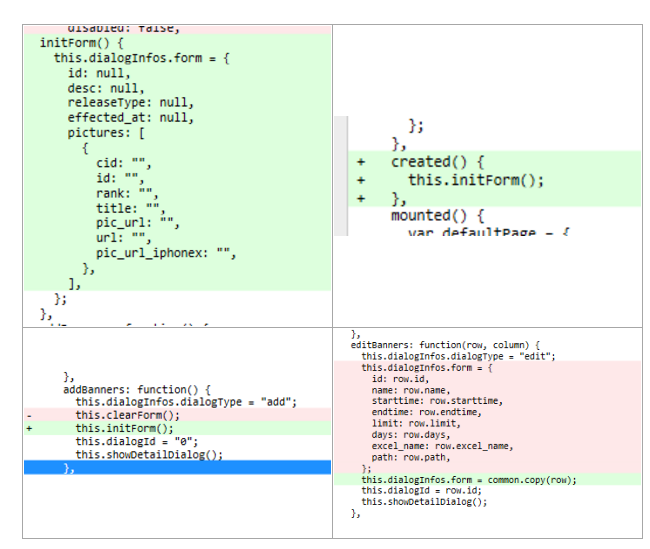 disabled: false,
initForm() {
this.dialogInfos.form = {
id: null,
desc: null,
releaseType: null,
effected_at: null,
pictures: [
{
cid: "",
id: "",
rank: "",
title: "",
pic_url: "",
url: "",
pic_url_iphonex: "",
},
],
};
},
};
},
+ created() {
+ this.initForm();
+ },
mounted() {
var defaultPage = {
},
addBanners: function() {
this.dialogInfos.dialogType = "add";
- this.clearForm();
+ this.initForm();
this.dialogId = "0";
this.showDetailDialog();
},
},
editBanners: function(row, column) {
this.dialogInfos.dialogType = "edit";
this.dialogInfos.form = {
id: row.id,
name: row.name,
starttime: row.starttime,
endtime: row.endtime,
limit: row.limit,
days: row.days,
excel_name: row.excel_name,
path: row.path,
};
this.dialogInfos.form = common.copy(row);
this.dialogId = row.id;
this.showDetailDialog();
},